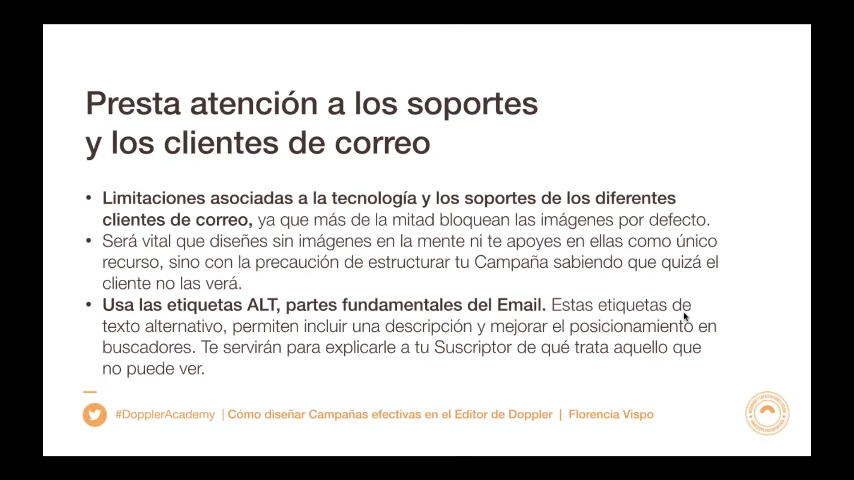 Presta atención a los soportes
y los clientes de correo
• Limitaciones asociadas a la tecnología y los soportes de los diferentes
clientes de correo, ya que más de la mitad bloquean las imágenes por defecto.
• Será vital que diseñes sin imágenes en la mente ni te apoyes en ellas como único
recurso, sino con la precaución de estructurar tu Campaña sabiendo que quizá el
cliente no las verá.
• Usa las etiquetas ALT, partes fundamentales del Email. Estas etiquetas de
texto alternativo, permiten incluir una descripción y mejorar el posicionamiento en
buscadores. Te servirán para explicarle a tu Suscriptor de qué trata aquello que
no puede ver.
#DopplerAcademy | Cómo diseñar Campañas efectivas en el Editor de Doppler | Florencia Vispo